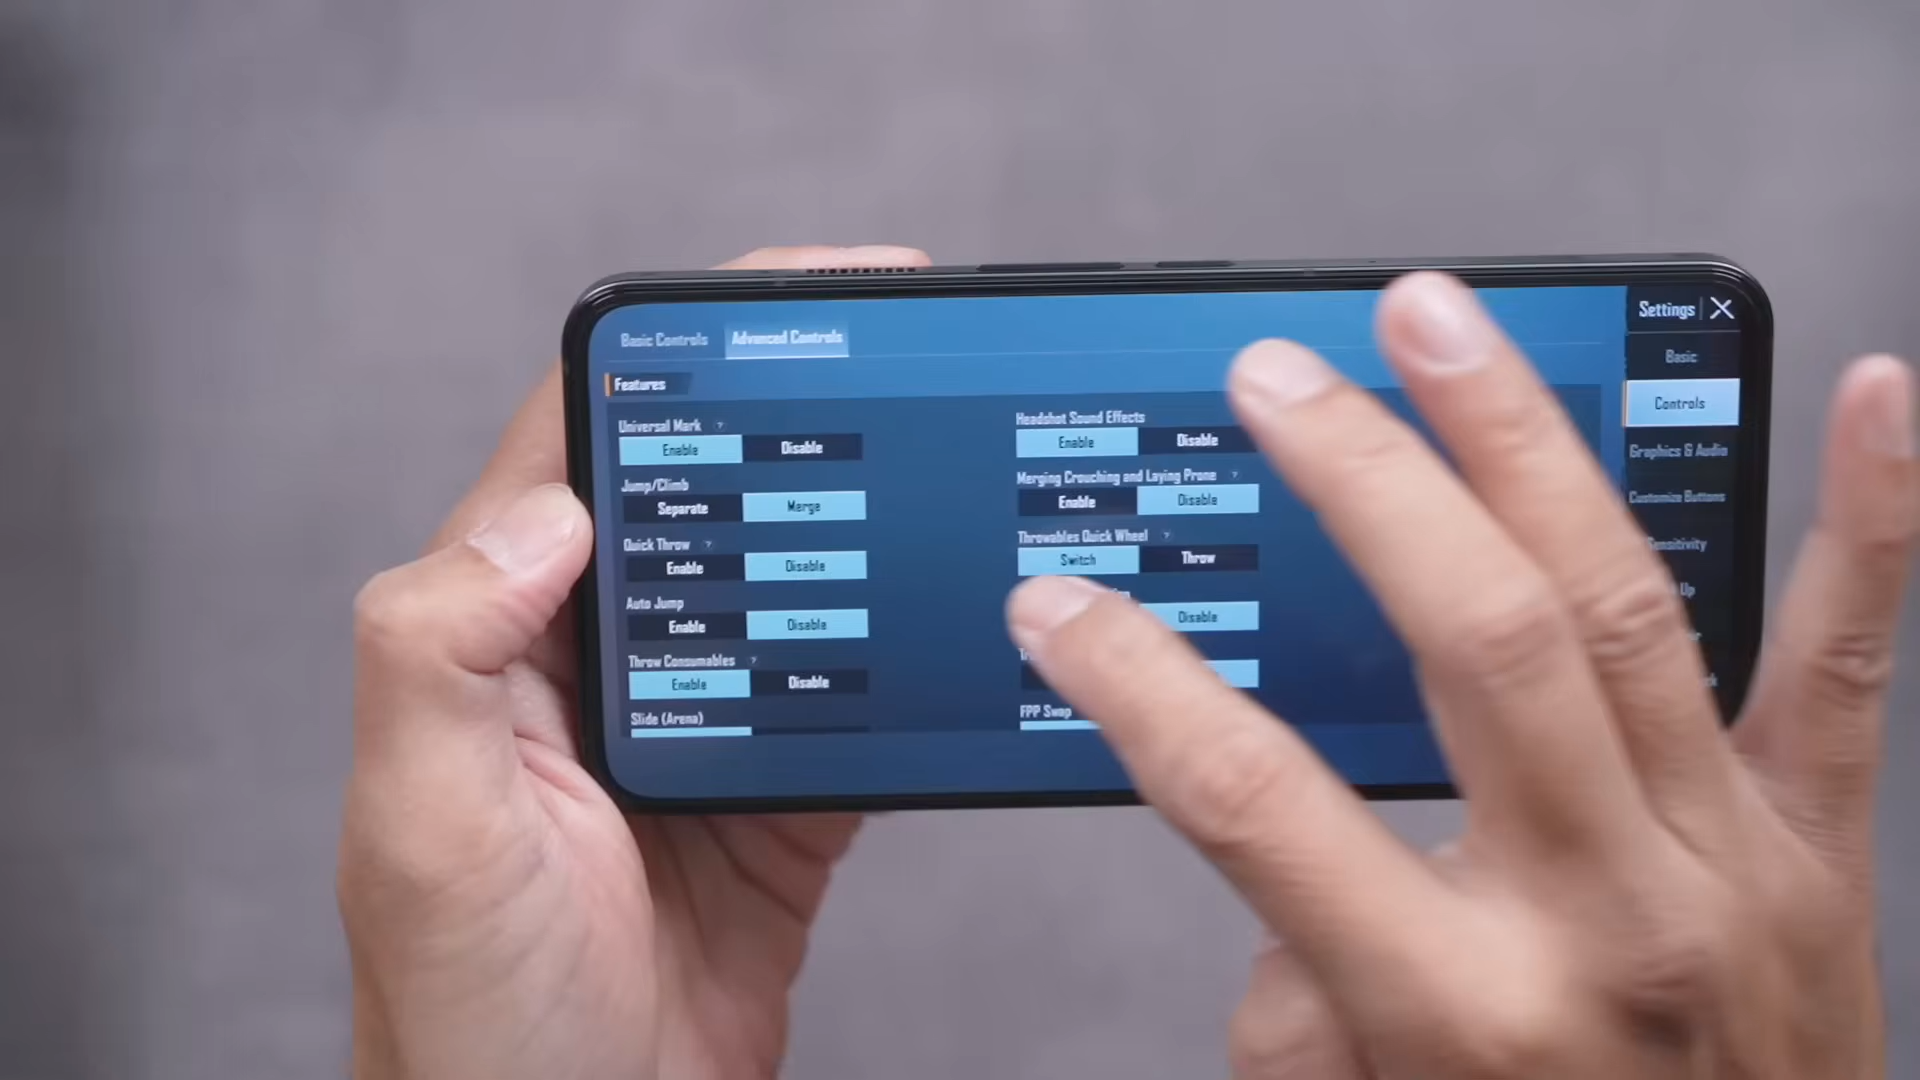 Basic Controls Advanced Controls
Features
Universal Mark ?
Enable Disable
Jump/Climb
Separate Merge
Quick Throw ?
Enable Disable
Auto Jump
Enable Disable
Throw Consumables ?
Enable Disable
Slide (Arena)
Headshot Sound Effects
Enable Disable
Merging Crouching and Laying Prone ?
Enable Disable
Throwables Quick Wheel ?
Switch Throw
Disable
FPP Swap
Settings X
Basic
Controls
Graphics & Audio
Customize Buttons
Sensitivity
Up